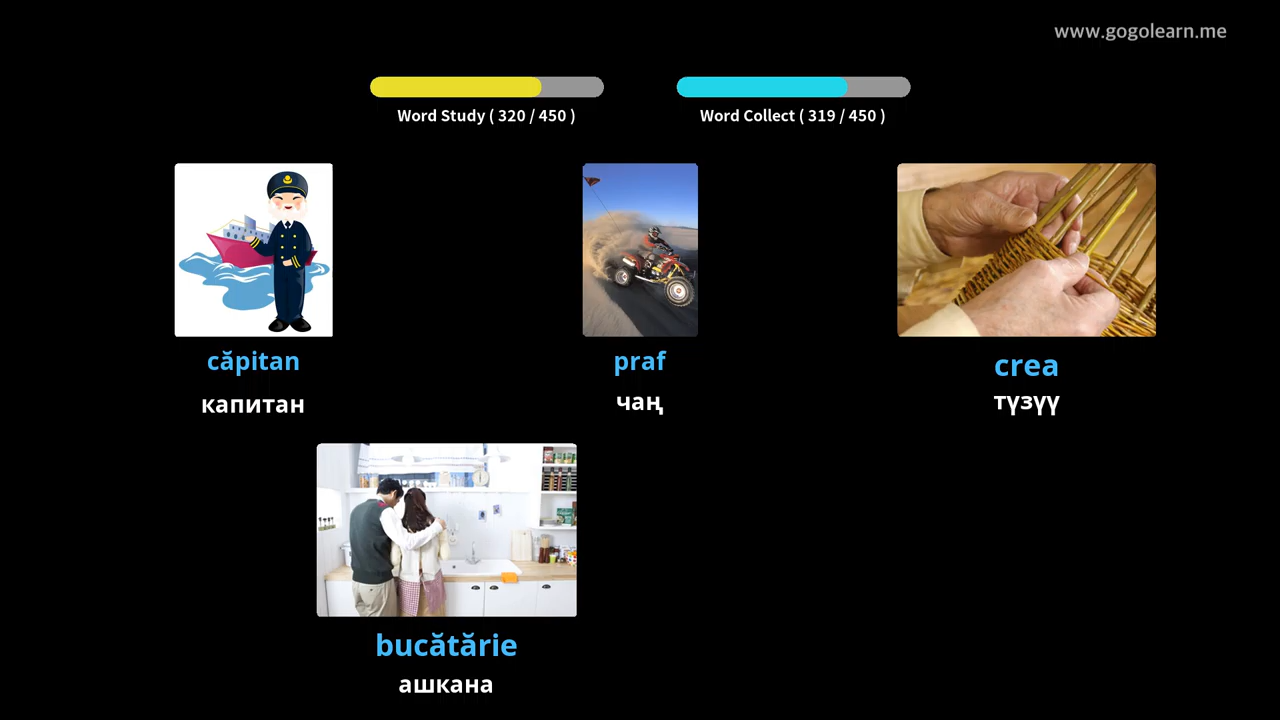 www.gogolearn.me
Word Study ( 320 / 450 )
Word Collect ( 319 / 450 )
căpitan
капитан
praf
чаң
crea
түзүү
bucătărie
ашкана